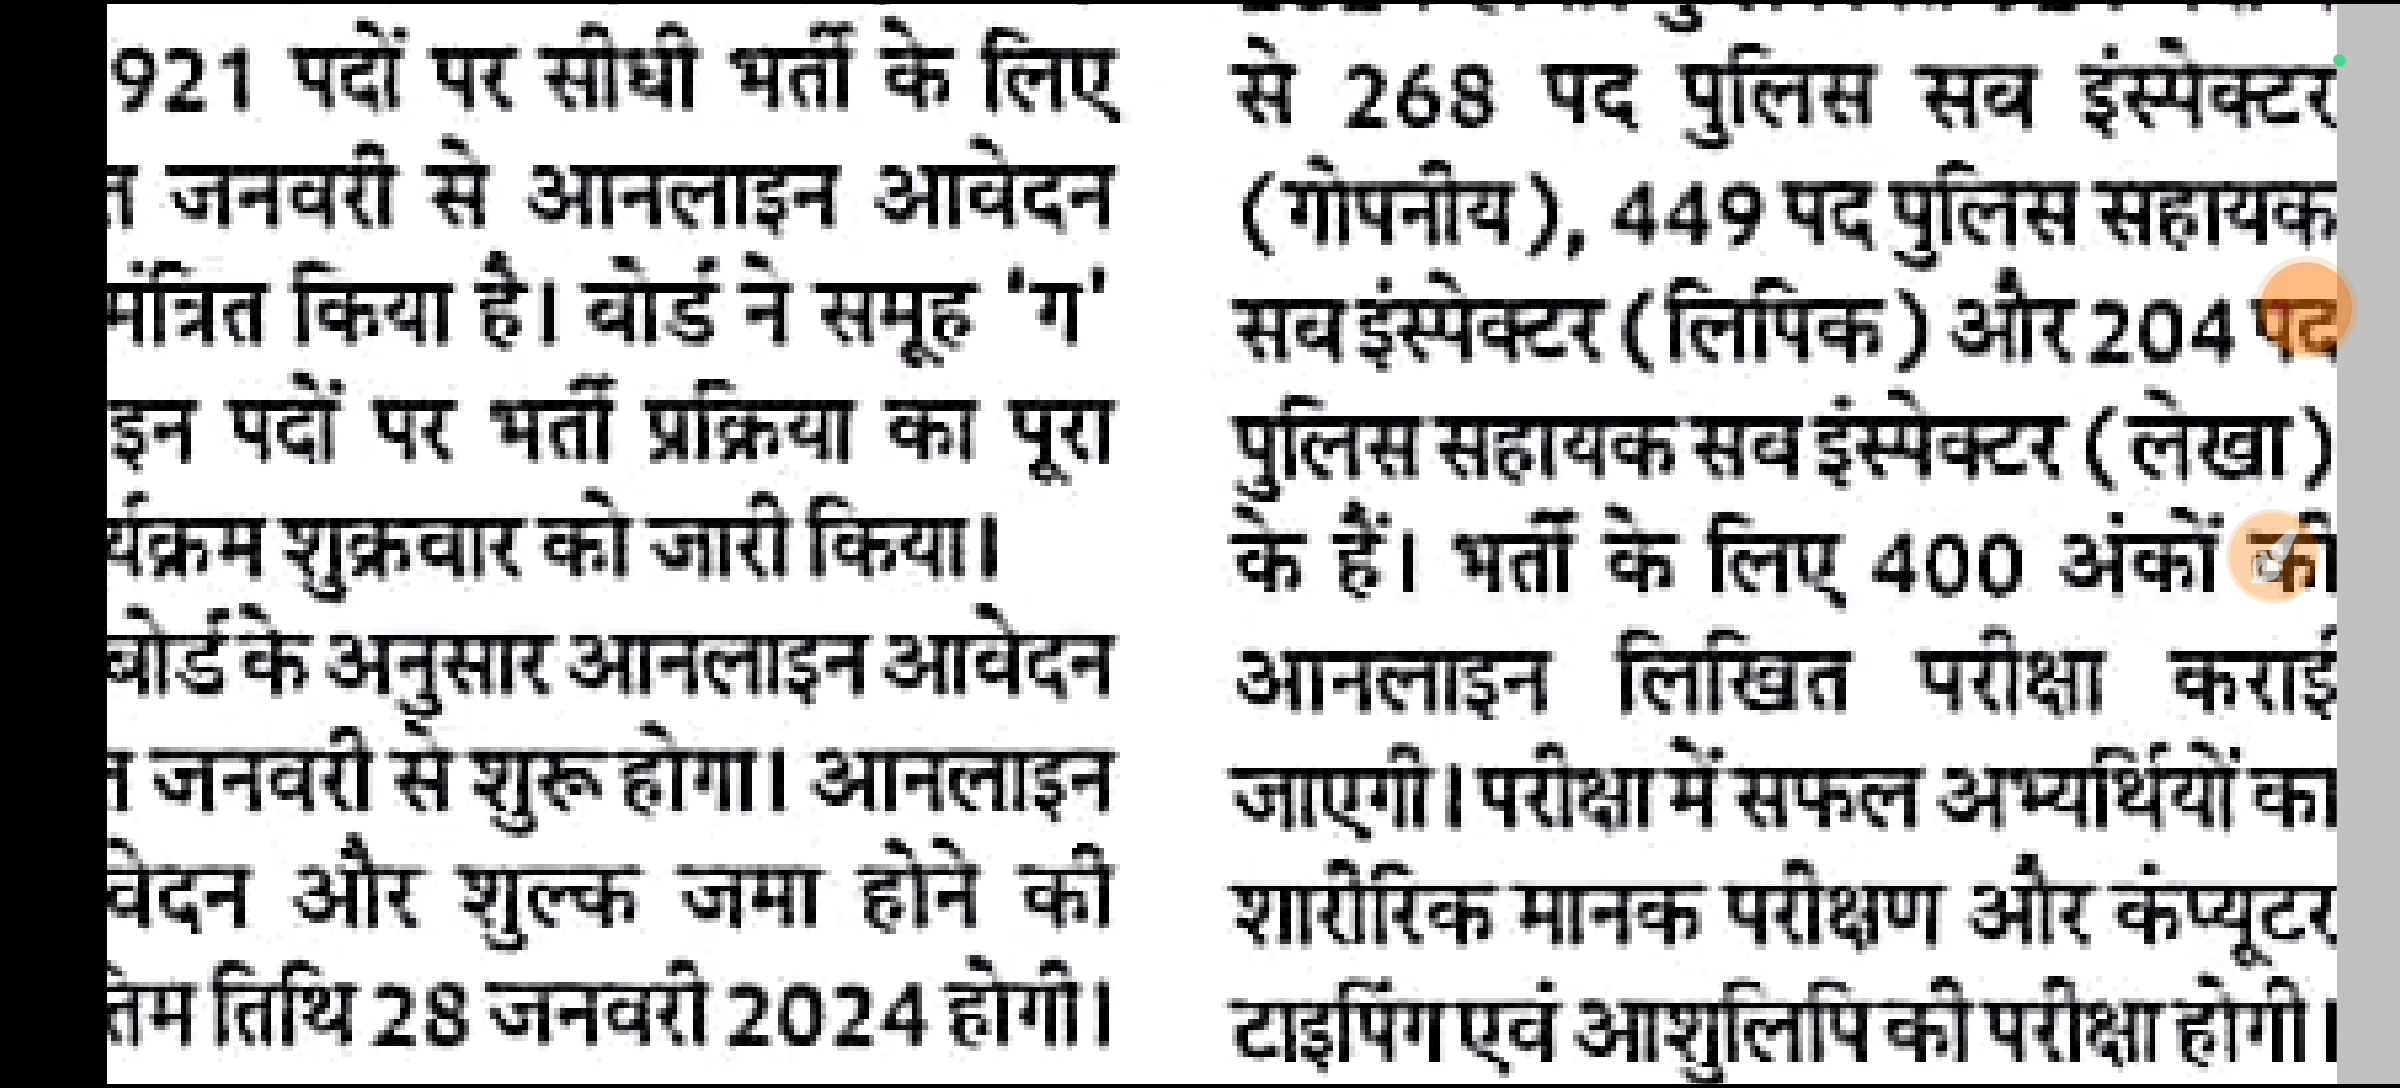 921 पदों पर सीधी भर्ती के लिए
जनवरी से आनलाइन आवेदन
मंत्रित किया है। बोर्ड ने समूह 'ग'
इन पदों पर भर्ती प्रक्रिया का पूरा
र्यक्रम शुक्रवार को जारी किया।
बोर्ड के अनुसार आनलाइन आवेदन
जनवरी से शुरू होगा। आनलाइन
वेदन और शुल्क जमा होने की
तिम तिथि 28 जनवरी 2024 होगी।
से 268 पद पुलिस सब इंस्पेक्टर
(गोपनीय), 449 पद पुलिस सहायक
सब इंस्पेक्टर (लिपिक) और 204 पद
पुलिस सहायक सब इंस्पेक्टर (लेखा)
के हैं। भर्ती के लिए 400 अंकों की
आनलाइन लिखित परीक्षा कराई
जाएगी। परीक्षा में सफल अभ्यर्थियों का
शारीरिक मानक परीक्षण और कंप्यूटर
टाइपिंग एवं आशुलिपि की परीक्षा होगी।